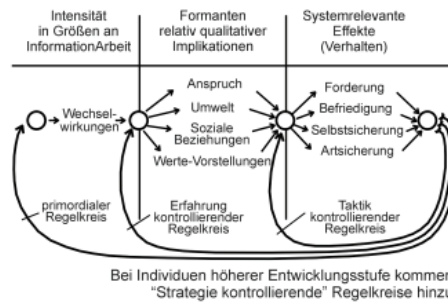 Intensität
in Größen an
InformationArbeit
Formanten
relativ qualitativer
Implikationen
Systemrelevante
Effekte
(Verhalten)
Wechsel-
wirkungen
Anspruch
Umwelt
Soziale
Beziehungen
Werte-Vorstellungen
Forderung
Befriedigung
Selbstsicherung
Artsicherung
primordialer
Regelkreis
Erfahrung
kontrollierender
Regelkreis
Taktik
kontrollierender
Regelkreis
Bei Individuen höherer Entwicklungsstufe kommen
"Strategie kontrollierende" Regelkreise hinzu